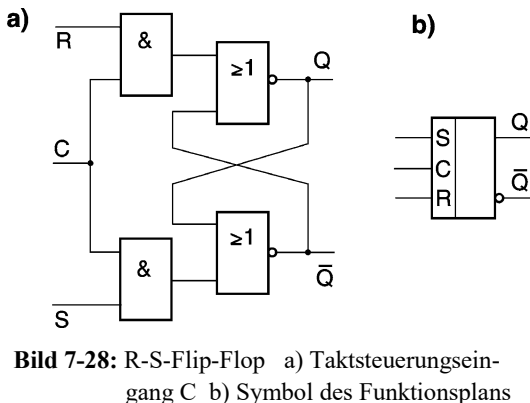 a)
R
&
≥1
Q
C
&
≥1
Q̅
S
b)
S
Q
C
R
Q̅
Bild 7-28: R-S-Flip-Flop a) Taktsteuerungsein-
gang C b) Symbol des Funktionsplans